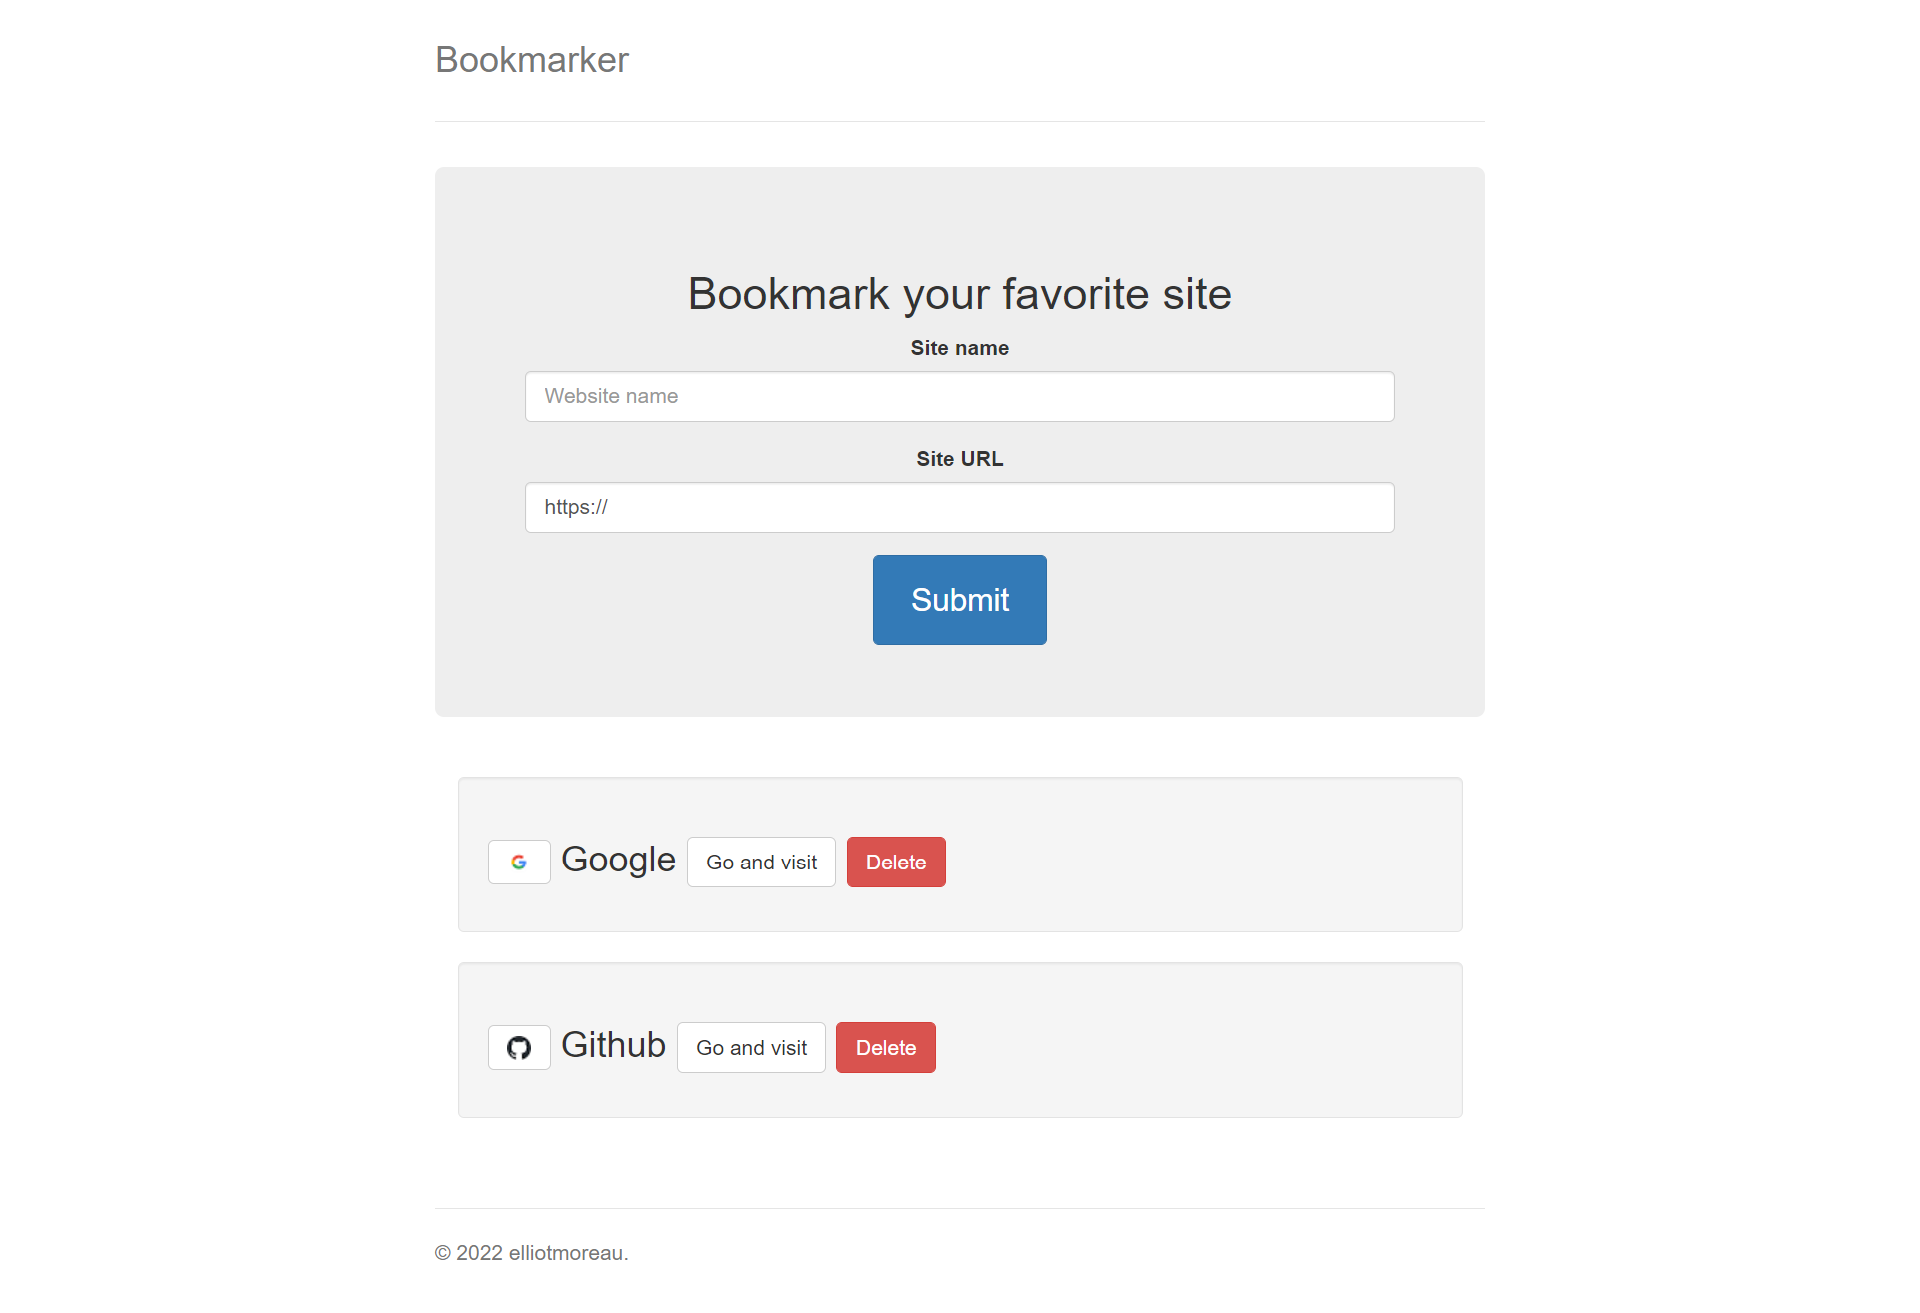 Bookmarker
Bookmark your favorite site
Site name
Website name
Site URL
https://
Submit
Google Go and visit Delete
Github Go and visit Delete
© 2022 elliotmoreau.